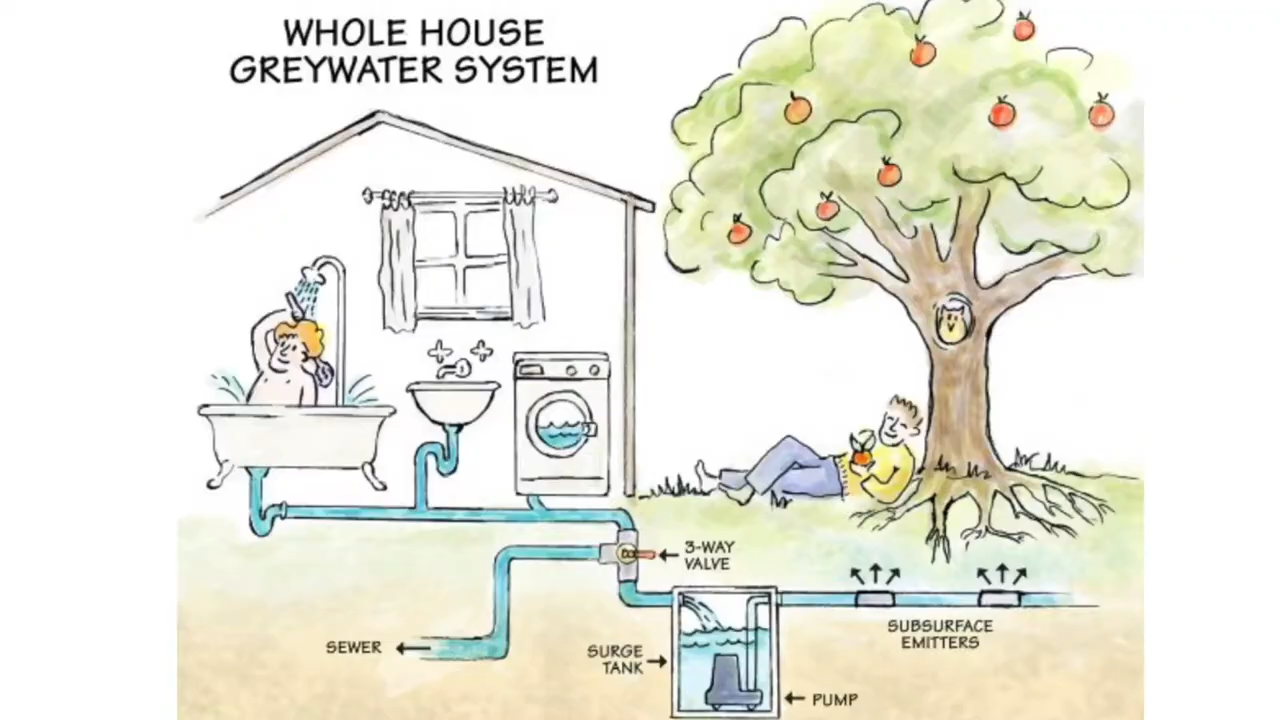 WHOLE HOUSE
GREYWATER SYSTEM
3-WAY
VALVE
SUBSURFACE
EMITTERS
SEWER
SURGE
TANK
PUMP